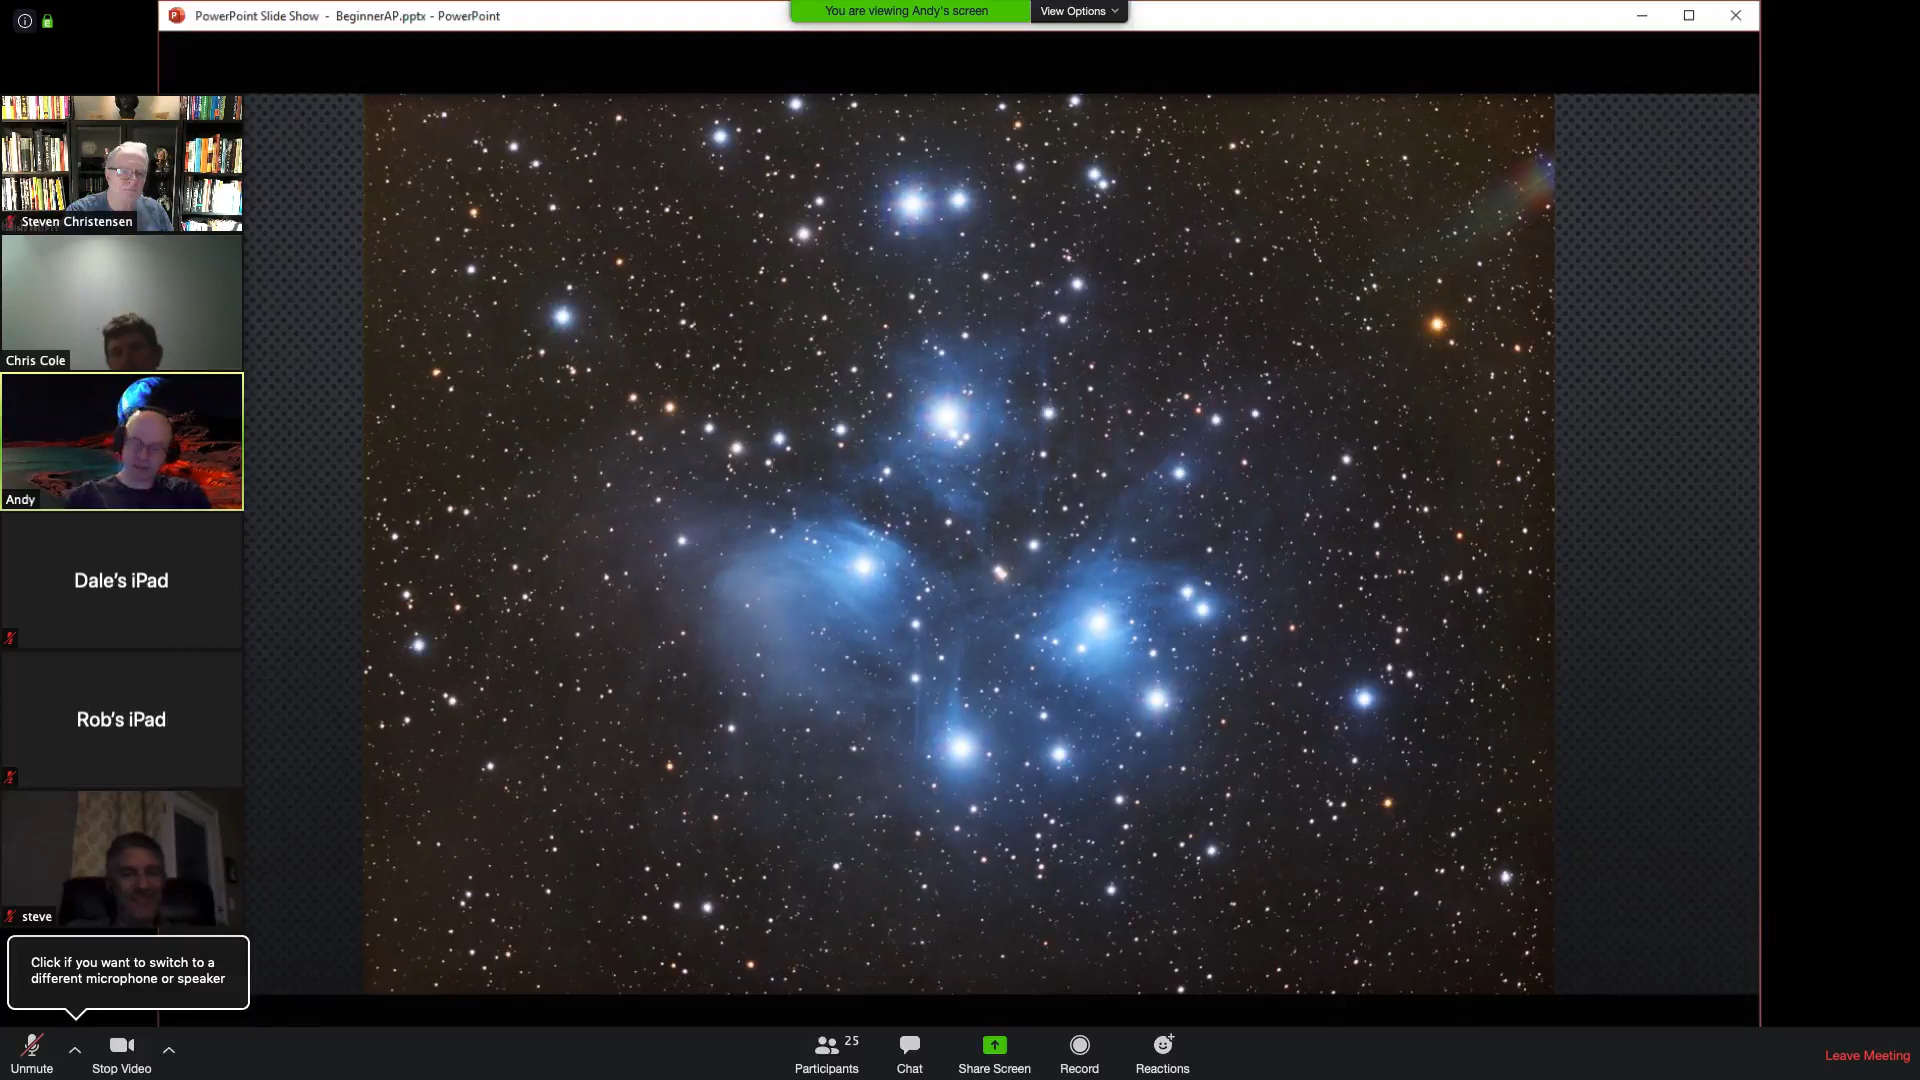 PowerPoint Slide Show - BeginnerAP.pptx - PowerPoint
You are viewing Andy's screen
View Options
Steven Christensen
Chris Cole
Andy
Dale's iPad
Rob's iPad
steve
Click if you want to switch to a
different microphone or speaker
Unmute
Stop Video
Participants
25
Chat
Share Screen
Record
Reactions
Leave Meeting